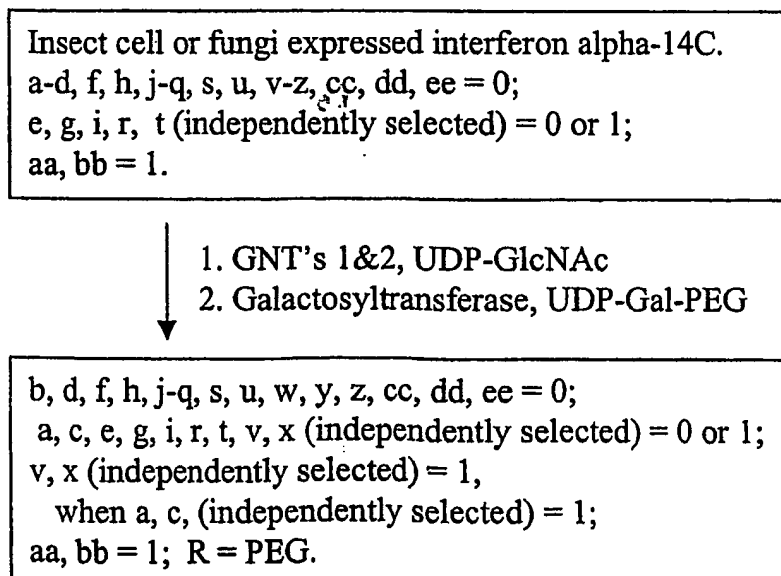 Insect cell or fungi expressed interferon alpha-14C.
a-d, f, h, j-q, s, u, v-z, cc, dd, ee = 0;
e, g, i, r, t (independently selected) = 0 or 1;
aa, bb = 1.
1. GNT's 1&2, UDP-GlcNAc
2. Galactosyltransferase, UDP-Gal-PEG
b, d, f, h, j-q, s, u, w, y, z, cc, dd, ee = 0;
a, c, e, g, i, r, t, v, x (independently selected) = 0 or 1;
v, x (independently selected) = 1,
when a, c, (independently selected) = 1;
aa, bb = 1; R = PEG.